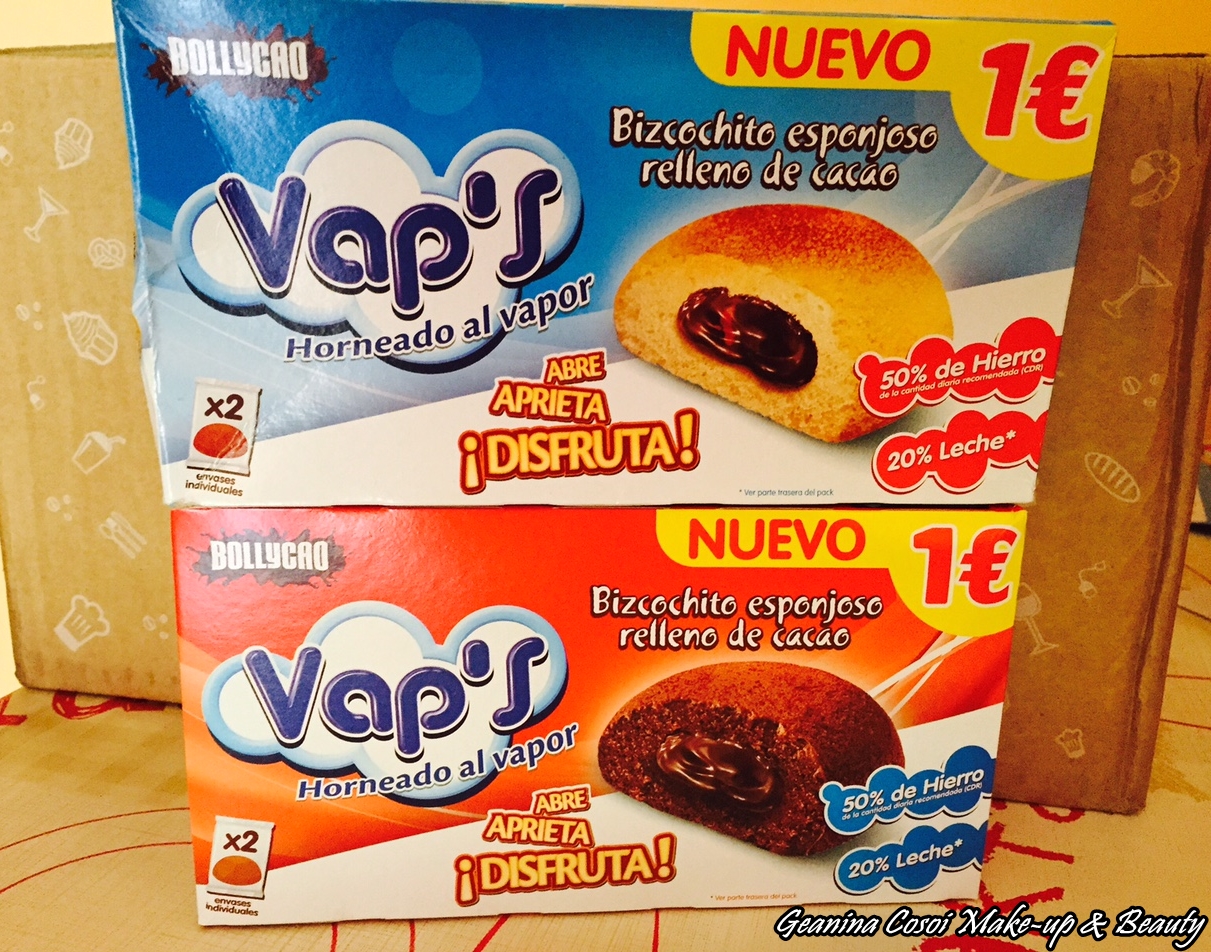 BOLLYCAO
NUEVO
1€
Bizcochito esponjoso
relleno de cacao
Vap's
Horneado al vapor
ABRE
APRIETA
¡DISFRUTA!
50% de Hierro
de la cantidad diaria recomendada (CDR)
20% Leche*
x2
envases
individuales
* Ver parte trasera del pack
BOLLYCAO
NUEVO
1€
Bizcochito esponjoso
relleno de cacao
Vap's
Horneado al vapor
ABRE
APRIETA
¡DISFRUTA!
50% de Hierro
de la cantidad diaria recomendada (CDR)
20% Leche*
x2
envases
individuales
* Ver parte trasera del pack
Geanina Cosoi Make-up & Beauty